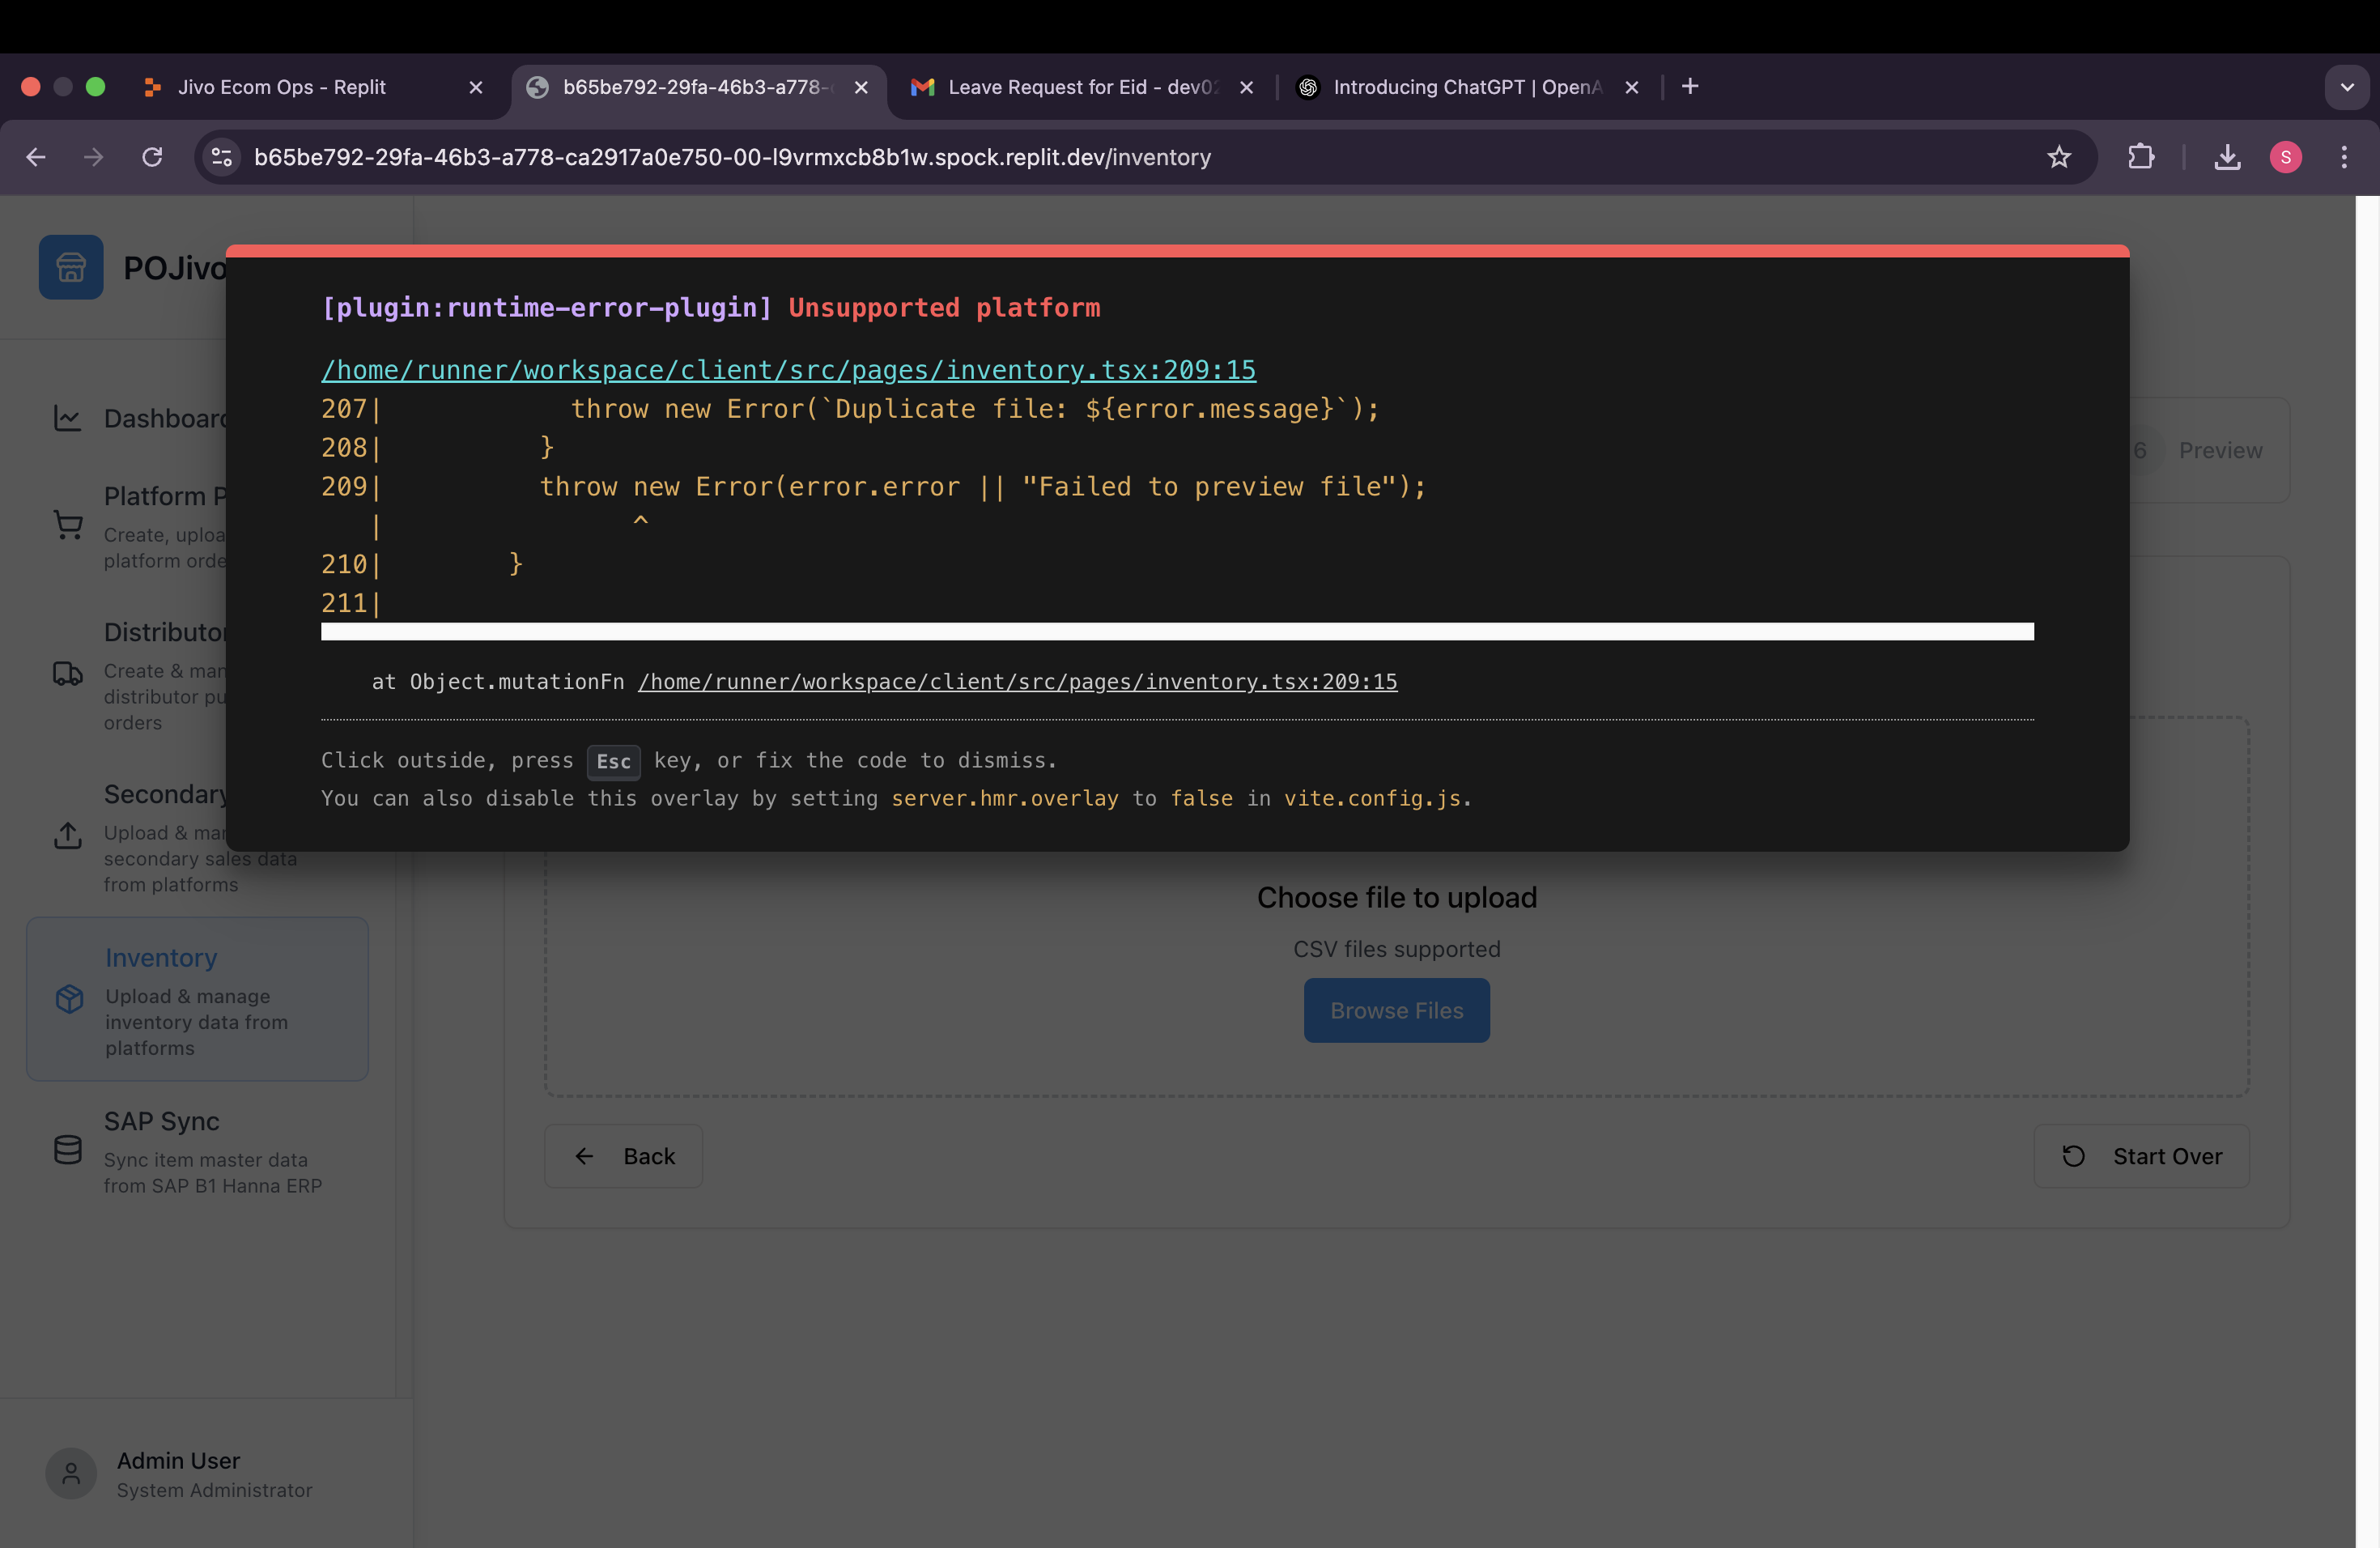 Jivo Ecom Ops - Replit
b65be792-29fa-46b3-a778-
Leave Request for Eid - dev02
Introducing ChatGPT | OpenA
b65be792-29fa-46b3-a778-ca2917a0e750-00-l9vrmxcb8b1w.spock.replit.dev/inventory
S
POJivo
[plugin:runtime-error-plugin] Unsupported platform
/home/runner/workspace/client/src/pages/inventory.tsx:209:15
207|            throw new Error(`Duplicate file: ${error.message}`);
208|          }
209|          throw new Error(error.error || "Failed to preview file");
   |                ^
210|        }
211|
at Object.mutationFn /home/runner/workspace/client/src/pages/inventory.tsx:209:15
Click outside, press Esc key, or fix the code to dismiss.
You can also disable this overlay by setting server.hmr.overlay to false in vite.config.js.
Dashboard
Platform P
Create, uploa
platform orde
Distributor
Create & man
distributor pu
orders
Secondary
Upload & man
secondary sales data
from platforms
Inventory
Upload & manage
inventory data from
platforms
SAP Sync
Sync item master data
from SAP B1 Hanna ERP
Admin User
System Administrator
6 Preview
Choose file to upload
CSV files supported
Browse Files
Back
Start Over